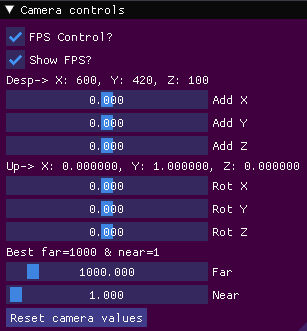 Camera controls
FPS Control?
Show FPS?
Desp-> X: 600, Y: 420, Z: 100
0.000 Add X
0.000 Add Y
0.000 Add Z
Up-> X: 0.000000, Y: 1.000000, Z: 0.000000
0.000 Rot X
0.000 Rot Y
0.000 Rot Z
Best far=1000 & near=1
1000.000 Far
1.000 Near
Reset camera values